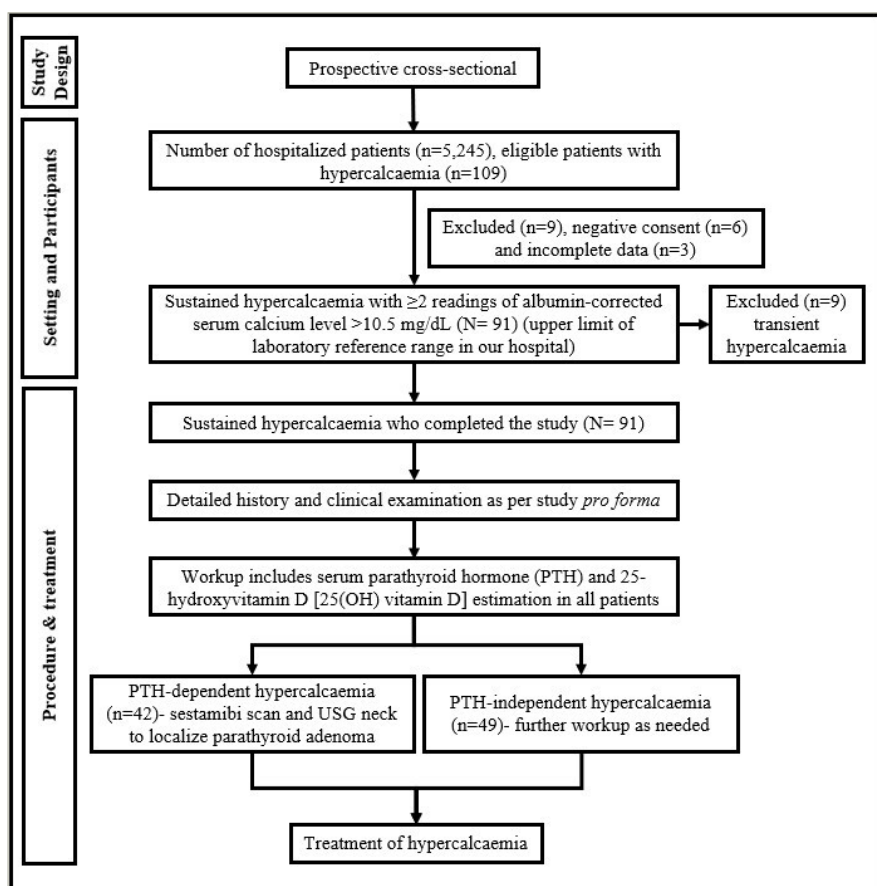 Study
Design
Prospective cross-sectional
Setting and Participants
Number of hospitalized patients (n=5,245), eligible patients with
hypercalcaemia (n=109)
Excluded (n=9), negative consent (n=6)
and incomplete data (n=3)
Sustained hypercalcaemia with ≥2 readings of albumin-corrected
serum calcium level >10.5 mg/dL (N= 91) (upper limit of
laboratory reference range in our hospital)
Excluded (n=9)
transient
hypercalcaemia
Procedure & treatment
Sustained hypercalcaemia who completed the study (N= 91)
Detailed history and clinical examination as per study pro forma
Workup includes serum parathyroid hormone (PTH) and 25-
hydroxyvitamin D [25(OH) vitamin D] estimation in all patients
PTH-dependent hypercalcaemia
(n=42)- sestamibi scan and USG neck
to localize parathyroid adenoma
PTH-independent hypercalcaemia
(n=49)- further workup as needed
Treatment of hypercalcaemia